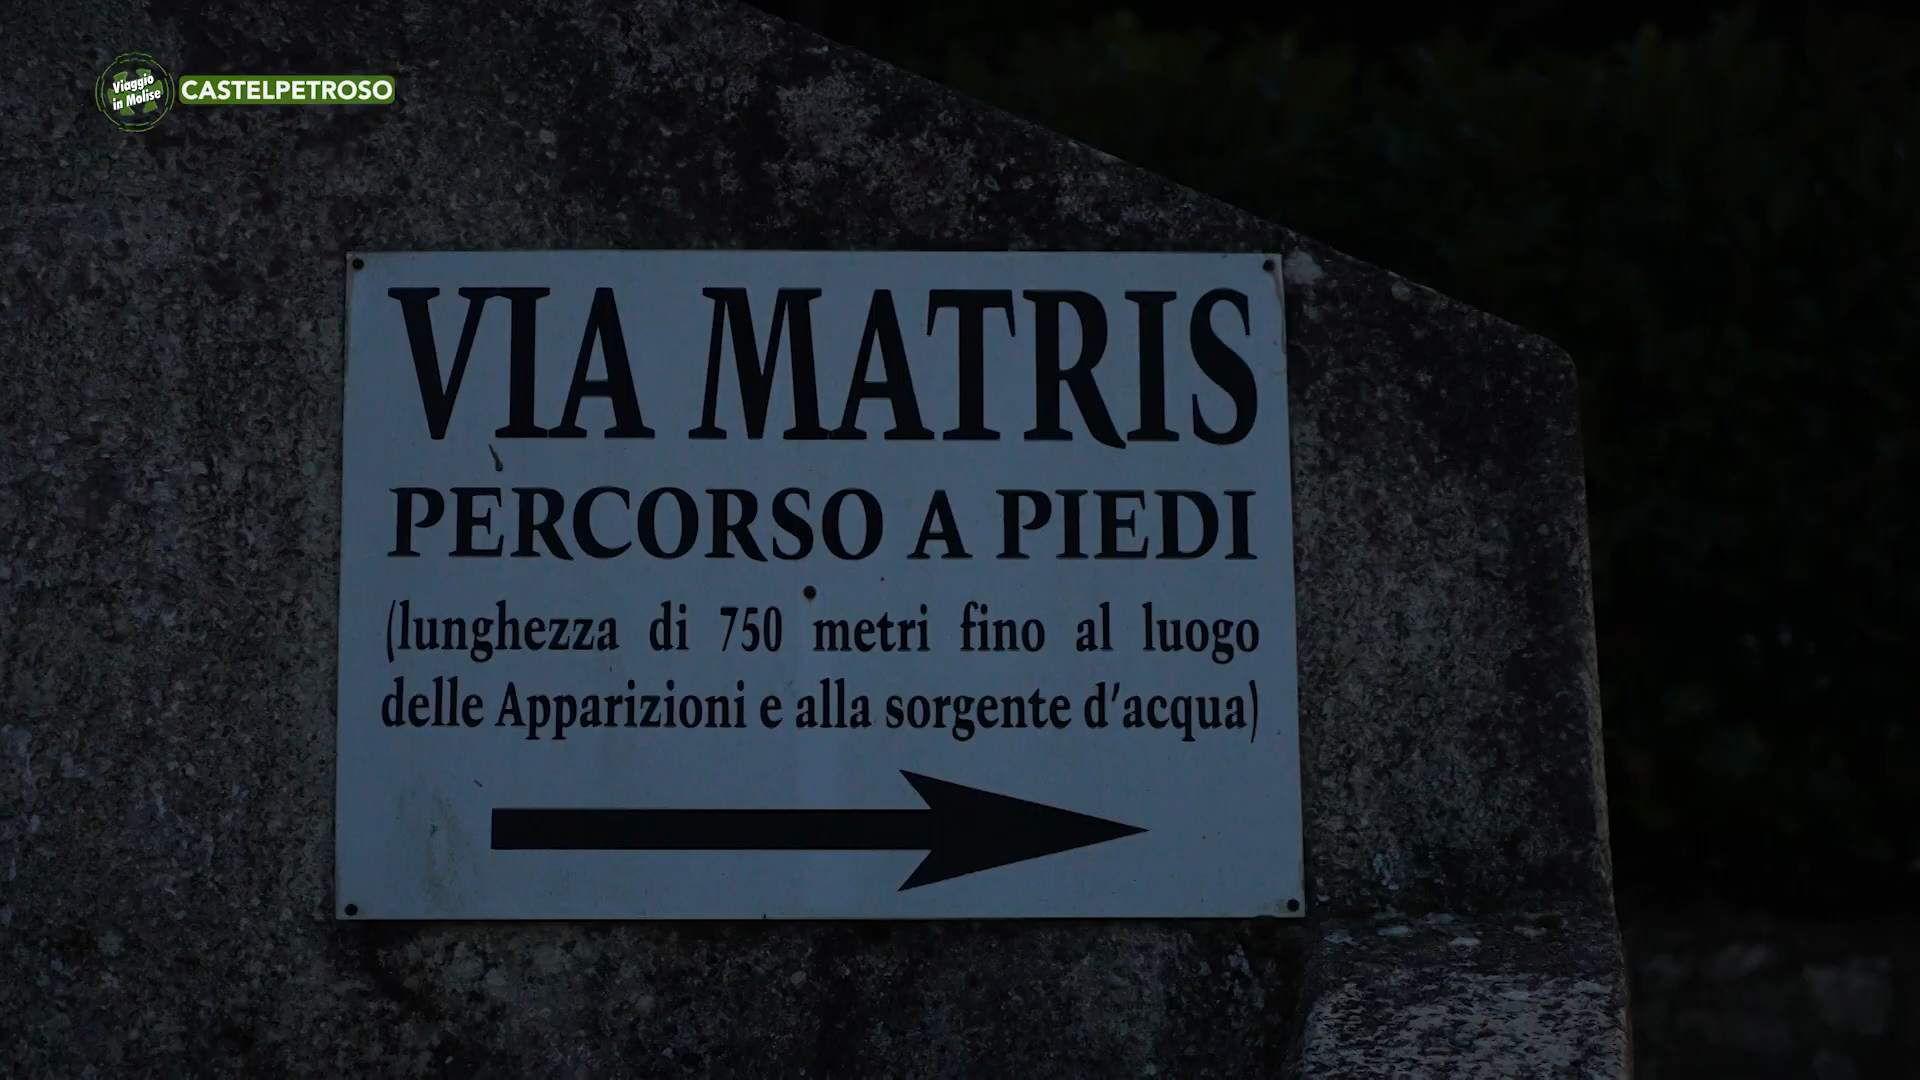 Viaggio
in Molise
CASTELPETROSO
VIA MATRIS
PERCORSO A PIEDI
(lunghezza di 750 metri fino al luogo
delle Apparizioni e alla sorgente d'acqua)